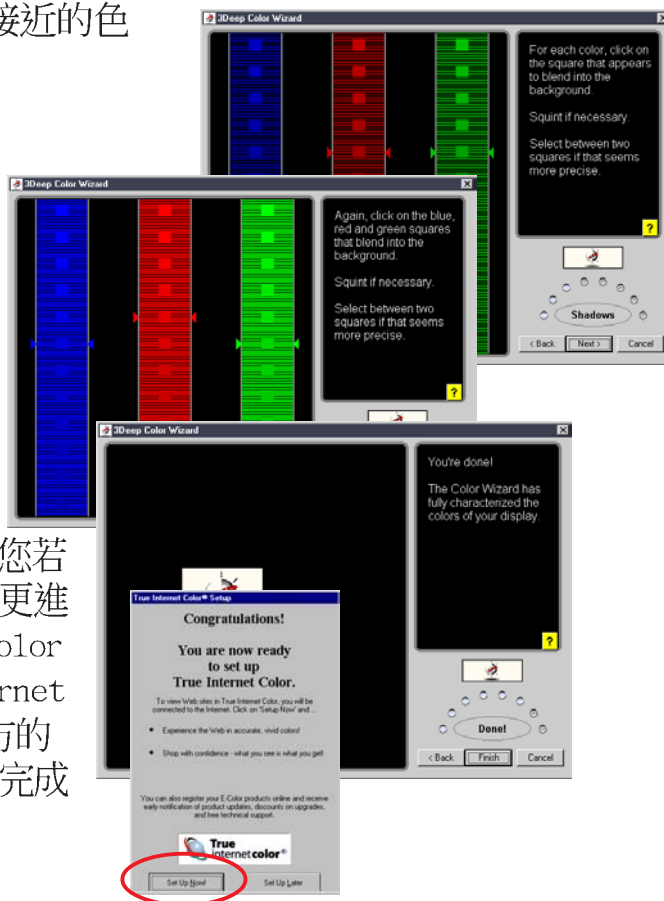 接近的色
3Deep Color Wizard
For each color, click on
the square that appears
to blend into the
background.
Squint if necessary.
Select between two
squares if that seems
more precise.
?
Shadows
< Back
Next >
Cancel
3Deep Color Wizard
Again, click on the blue,
red and green squares
that blend into the
background.
Squint if necessary.
Select between two
squares if that seems
more precise.
?
3Deep Color Wizard
You're done!
The Color Wizard has
fully characterized the
colors of your display.
?
Done!
< Back
Finish
Cancel
您若
更進
olor
rnet
的
完成
True Internet Color® Setup
Congratulations!
You are now ready
to set up
True Internet Color.
To view Web sites in True Internet Color, you will be
connected to the Internet. Click on 'Setup Now' and ...
• Experience the Web in accurate, vivid colors!
• Shop with confidence - what you see is what you get!
You can also register your E-Color products online and receive
early notification of product updates, discounts on upgrades,
and free technical support.
True
internetcolor®
Set Up Now!
Set Up Later